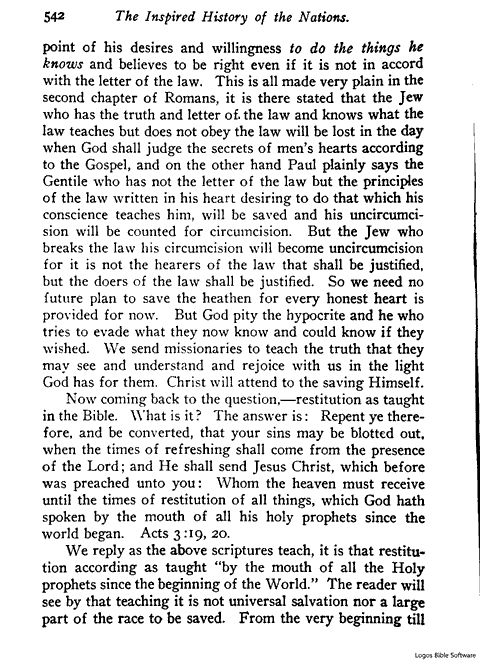 542 The Inspired History of the Nations.
point of his desires and willingness to do the things he
knows and believes to be right even if it is not in accord
with the letter of the law. This is all made very plain in the
second chapter of Romans, it is there stated that the Jew
who has the truth and letter of. the law and knows what the
law teaches but does not obey the law will be lost in the day
when God shall judge the secrets of men's hearts according
to the Gospel, and on the other hand Paul plainly says the
Gentile who has not the letter of the law but the principles
of the law written in his heart desiring to do that which his
conscience teaches him, will be saved and his uncircumci-
sion will be counted for circumcision. But the Jew who
breaks the law his circumcision will become uncircumcision
for it is not the hearers of the law that shall be justified,
but the doers of the law shall be justified. So we need no
future plan to save the heathen for every honest heart is
provided for now. But God pity the hypocrite and he who
tries to evade what they now know and could know if they
wished. We send missionaries to teach the truth that they
may see and understand and rejoice with us in the light
God has for them. Christ will attend to the saving Himself.
Now coming back to the question,—restitution as taught
in the Bible. What is it? The answer is: Repent ye there-
fore, and be converted, that your sins may be blotted out,
when the times of refreshing shall come from the presence
of the Lord; and He shall send Jesus Christ, which before
was preached unto you: Whom the heaven must receive
until the times of restitution of all things, which God hath
spoken by the mouth of all his holy prophets since the
world began. Acts 3:19, 20.
We reply as the above scriptures teach, it is that restitu-
tion according as taught "by the mouth of all the Holy
prophets since the beginning of the World." The reader will
see by that teaching it is not universal salvation nor a large
part of the race to be saved. From the very beginning till
Logos Bible Software